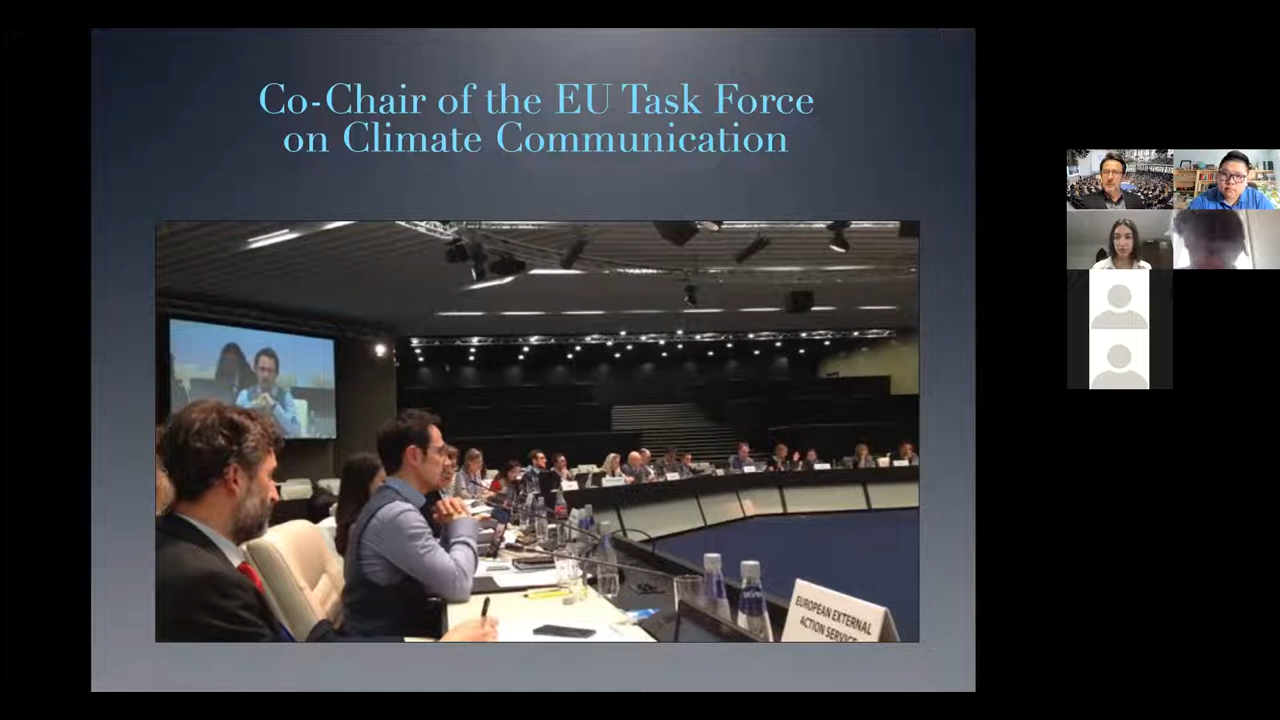 Co-Chair of the EU Task Force
on Climate Communication
EUROPEAN EXTERNAL
ACTION SERVICE